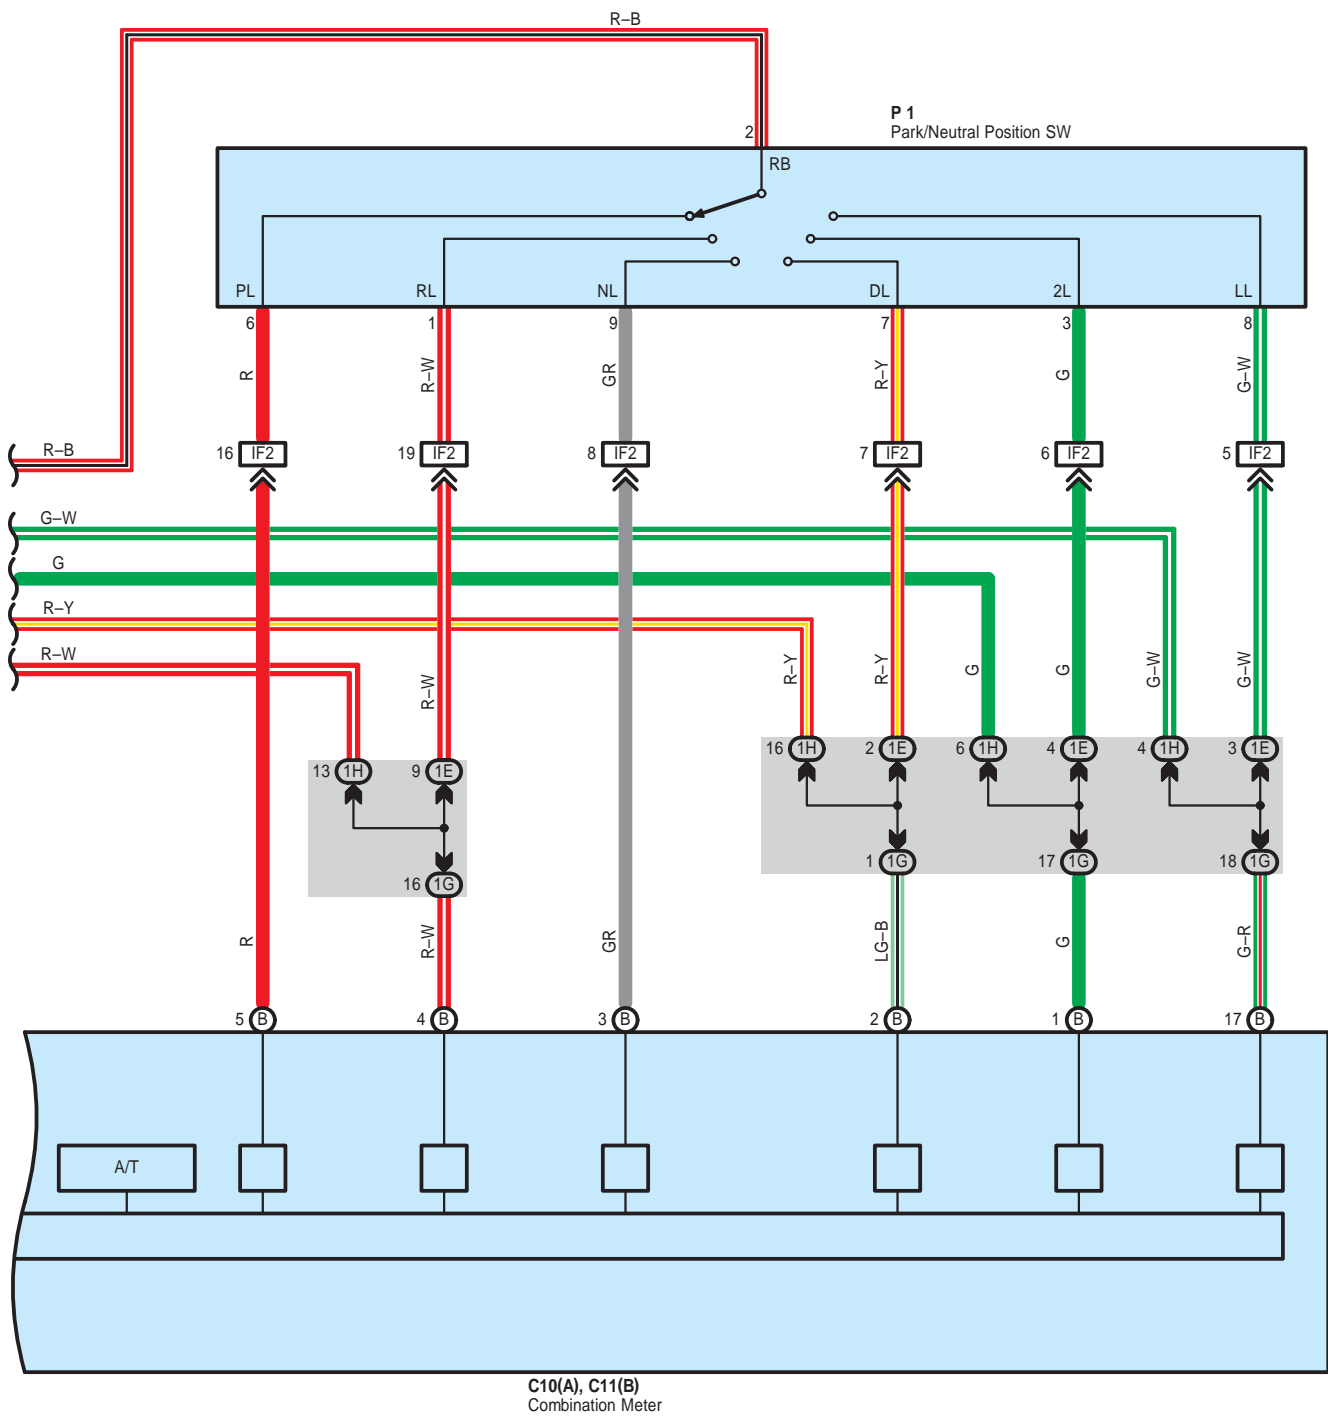 R–B
P 1
Park/Neutral Position SW
2
RB
PL RL NL DL 2L LL
6 1 9 7 3 8
R R–W GR R–Y G G–W
R–B
16 IF2 19 IF2 8 IF2 7 IF2 6 IF2 5 IF2
G–W
G
R–Y
R–W
R–W R–Y R–Y G G G–W G–W
16 1H 2 1E 6 1H 4 1E 4 1H 3 1E
13 1H 9 1E
1 1G 17 1G 18 1G
16 1G
R R–W GR LG–B G G–R
5 B 4 B 3 B 2 B 1 B 17 B
A/T
C10(A), C11(B)
Combination Meter